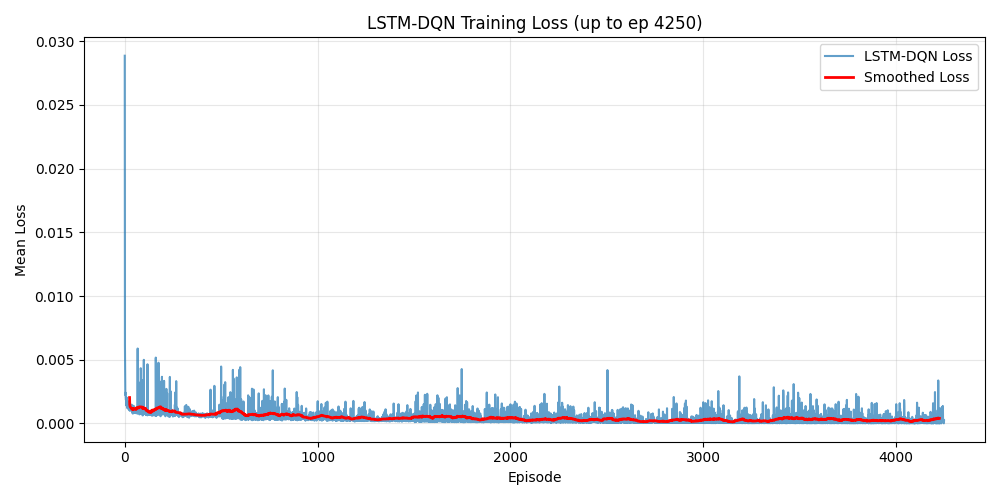 LSTM-DQN Training Loss (up to ep 4250)
LSTM-DQN Loss
Smoothed Loss
Mean Loss
0.030
0.025
0.020
0.015
0.010
0.005
0.000
0 1000 2000 3000 4000
Episode